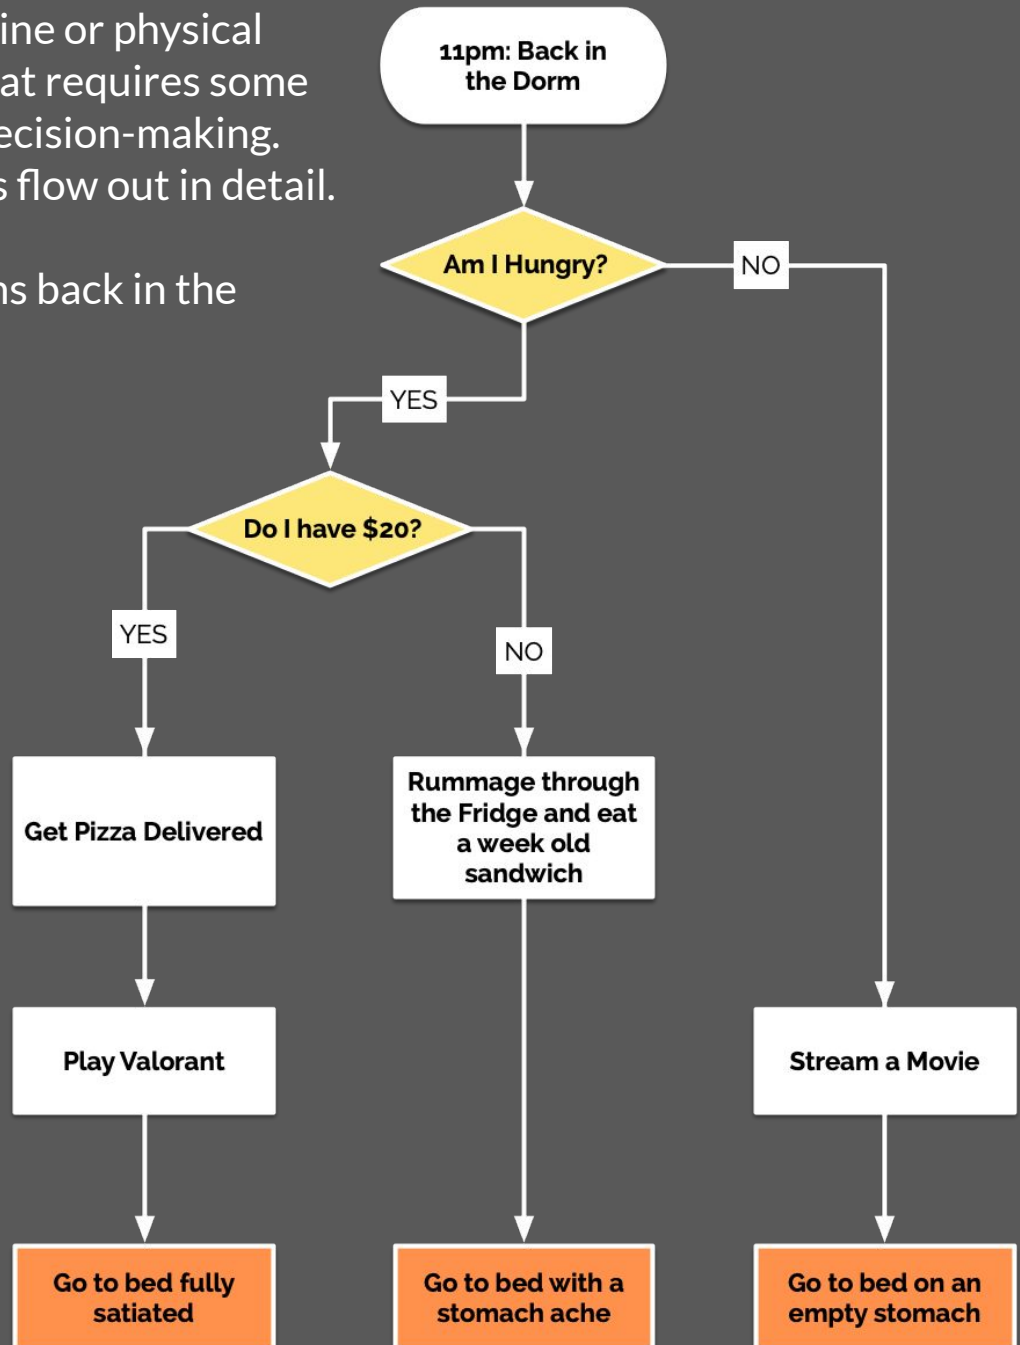 ine or physical
at requires some
ecision-making.
s flow out in detail.
ns back in the
11pm: Back in
the Dorm
Am I Hungry?
NO
YES
Do I have $20?
YES
NO
Get Pizza Delivered
Rummage through
the Fridge and eat
a week old
sandwich
Play Valorant
Stream a Movie
Go to bed fully
satiated
Go to bed with a
stomach ache
Go to bed on an
empty stomach